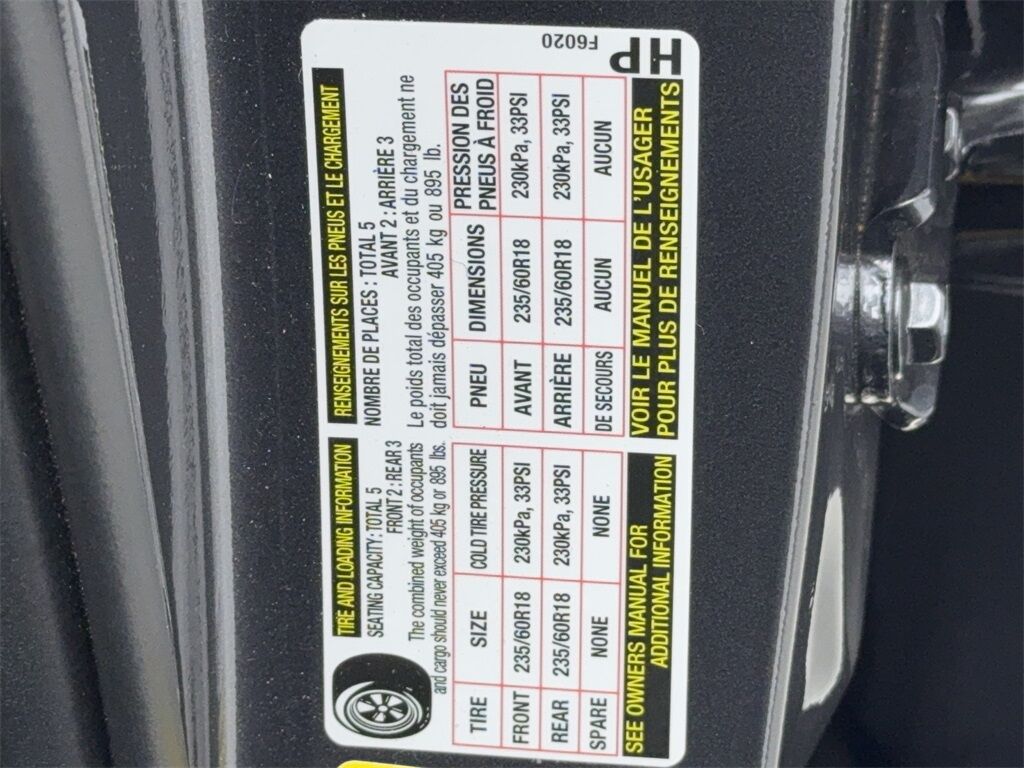 TIRE AND LOADING INFORMATION
SEATING CAPACITY : TOTAL 5
FRONT 2 : REAR 3
The combined weight of occupants
and cargo should never exceed 405 kg or 895 lbs.
TIRE SIZE COLD TIRE PRESSURE
FRONT 235/60R18 230kPa, 33PSI
REAR 235/60R18 230kPa, 33PSI
SPARE NONE NONE
SEE OWNERS MANUAL FOR
ADDITIONAL INFORMATION
RENSEIGNEMENTS SUR LES PNEUS ET LE CHARGEMENT
NOMBRE DE PLACES : TOTAL 5
AVANT 2 : ARRIÈRE 3
Le poids total des occupants et du chargement ne
doit jamais dépasser 405 kg ou 895 lb.
PNEU DIMENSIONS PRESSION DES
PNEUS À FROID
AVANT 235/60R18 230kPa, 33PSI
ARRIÈRE 235/60R18 230kPa, 33PSI
DE SECOURS AUCUN AUCUN
VOIR LE MANUEL DE L'USAGER
POUR PLUS DE RENSEIGNEMENTS
F6020
HP